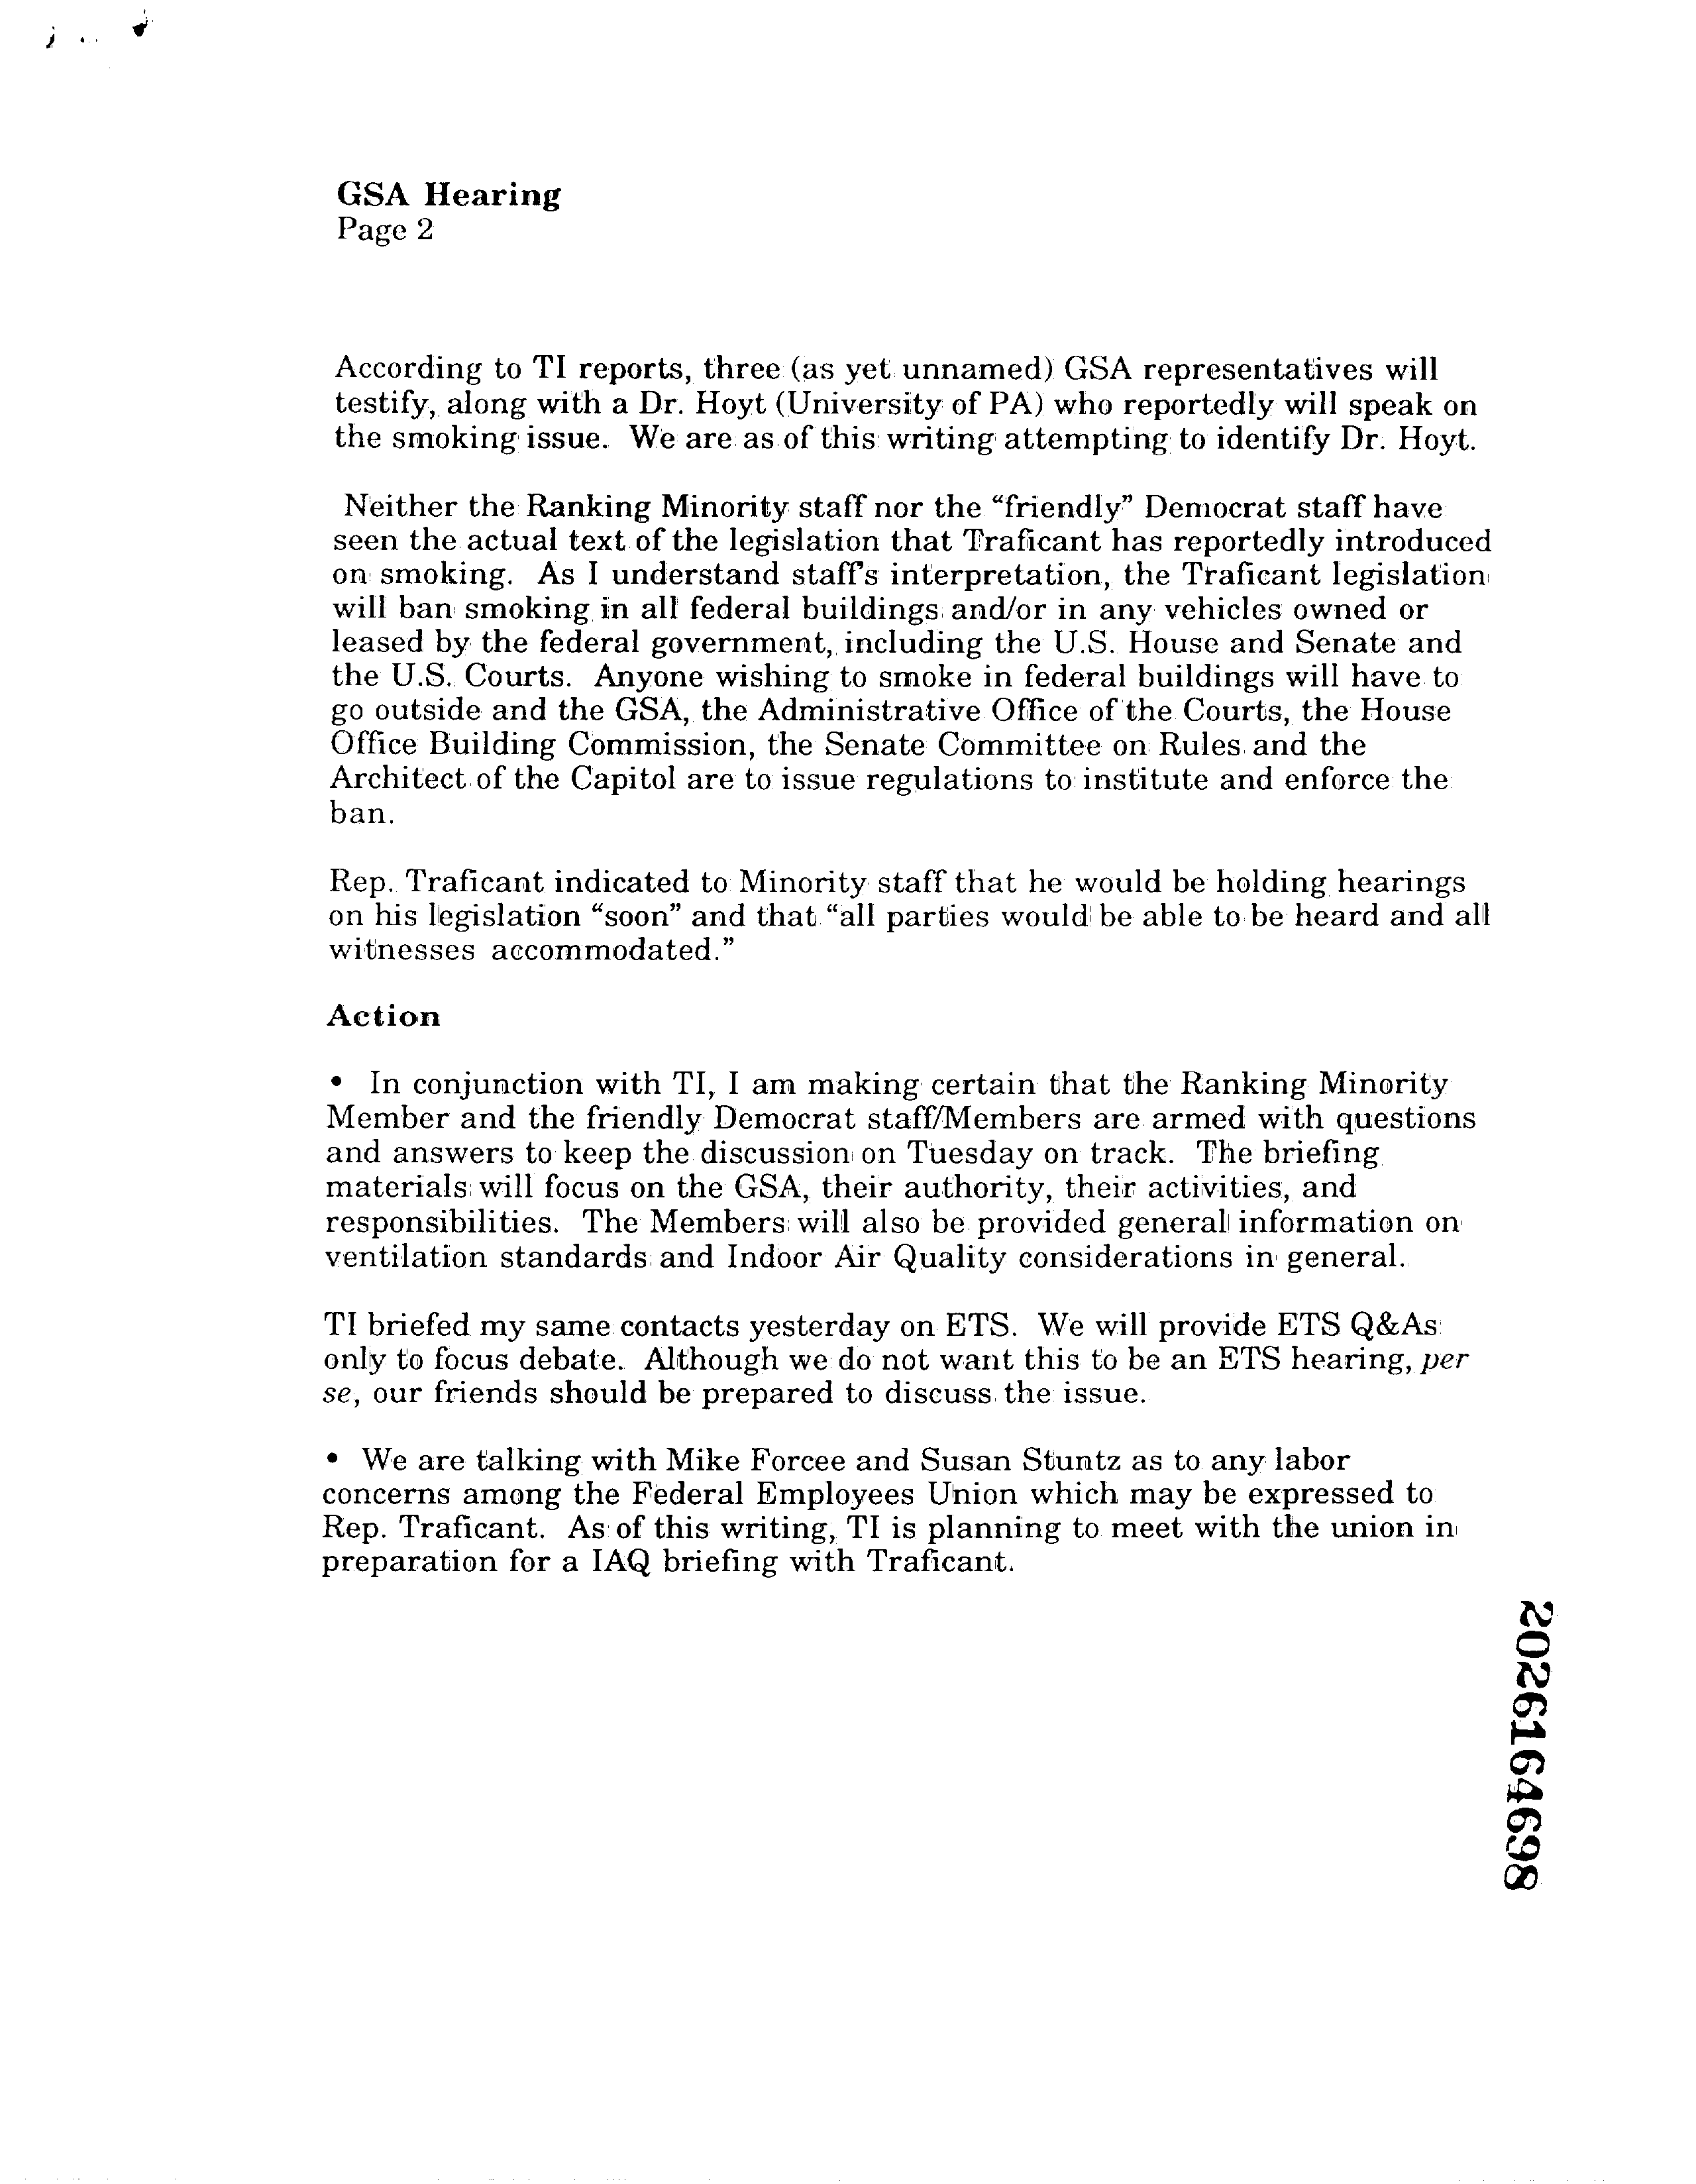 GSA Hearing
Page 2
According to TI reports, three (as yet unnamed) GSA representatives will
testify, along with a Dr. Hoyt (University of PA) who reportedly will speak on
the smoking issue. We are as of this writing attempting to identify Dr. Hoyt.
Neither the Ranking Minority staff nor the “friendly” Democrat staff have
seen the actual text of the legislation that Traficant has reportedly introduced
on smoking. As I understand staff's interpretation, the Traficant legislation
will ban smoking in all federal buildings and/or in any vehicles owned or
leased by the federal government, including the U.S. House and Senate and
the U.S. Courts. Anyone wishing to smoke in federal buildings will have to
go outside and the GSA, the Administrative Office of the Courts, the House
Office Building Commission, the Senate Committee on Rules and the
Architect of the Capitol are to issue regulations to institute and enforce the
ban.
Rep. Traficant indicated to Minority staff that he would be holding hearings
on his legislation “soon” and that “all parties would be able to be heard and all
witnesses accommodated.”
Action
• In conjunction with TI, I am making certain that the Ranking Minority
Member and the friendly Democrat staff/Members are armed with questions
and answers to keep the discussion on Tuesday on track. The briefing
materials will focus on the GSA, their authority, their activities, and
responsibilities. The Members will also be provided general information on
ventilation standards and Indoor Air Quality considerations in general.
TI briefed my same contacts yesterday on ETS. We will provide ETS Q&As
only to focus debate. Although we do not want this to be an ETS hearing, per
se, our friends should be prepared to discuss the issue.
• We are talking with Mike Forcee and Susan Stuntz as to any labor
concerns among the Federal Employees Union which may be expressed to
Rep. Traficant. As of this writing, TI is planning to meet with the union in
preparation for a IAQ briefing with Traficant.
2026164698